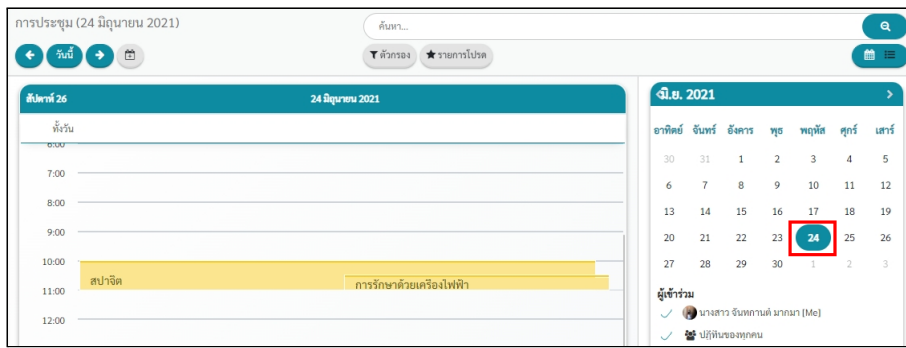 การประชุม (24 มิถุนายน 2021)
ค้นหา...
วันนี้
ตัวกรอง
รายการโปรด
สัปดาห์ 26
24 มิถุนายน 2021
ทั้งวัน
6:00
7:00
8:00
9:00
10:00
สปาจิต
การรักษาด้วยเครื่องไฟฟ้า
11:00
12:00
มิ.ย. 2021
อาทิตย์ จันทร์ อังคาร พุธ พฤหัส ศุกร์ เสาร์
30 31 1 2 3 4 5
6 7 8 9 10 11 12
13 14 15 16 17 18 19
20 21 22 23 24 25 26
27 28 29 30 1 2 3
ผู้เข้าร่วม
นางสาว จันทกานต์ มากมา [Me]
ปฏิทินของทุกคน